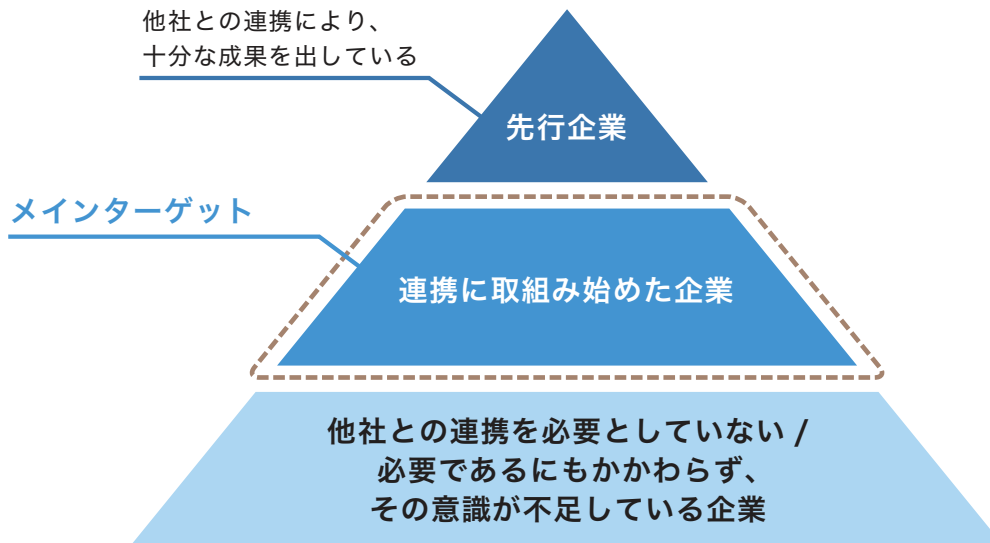 他社との連携により、
十分な成果を出している
先行企業
メインターゲット
連携に取組み始めた企業
他社との連携を必要としていない /
必要であるにもかかわらず、
その意識が不足している企業